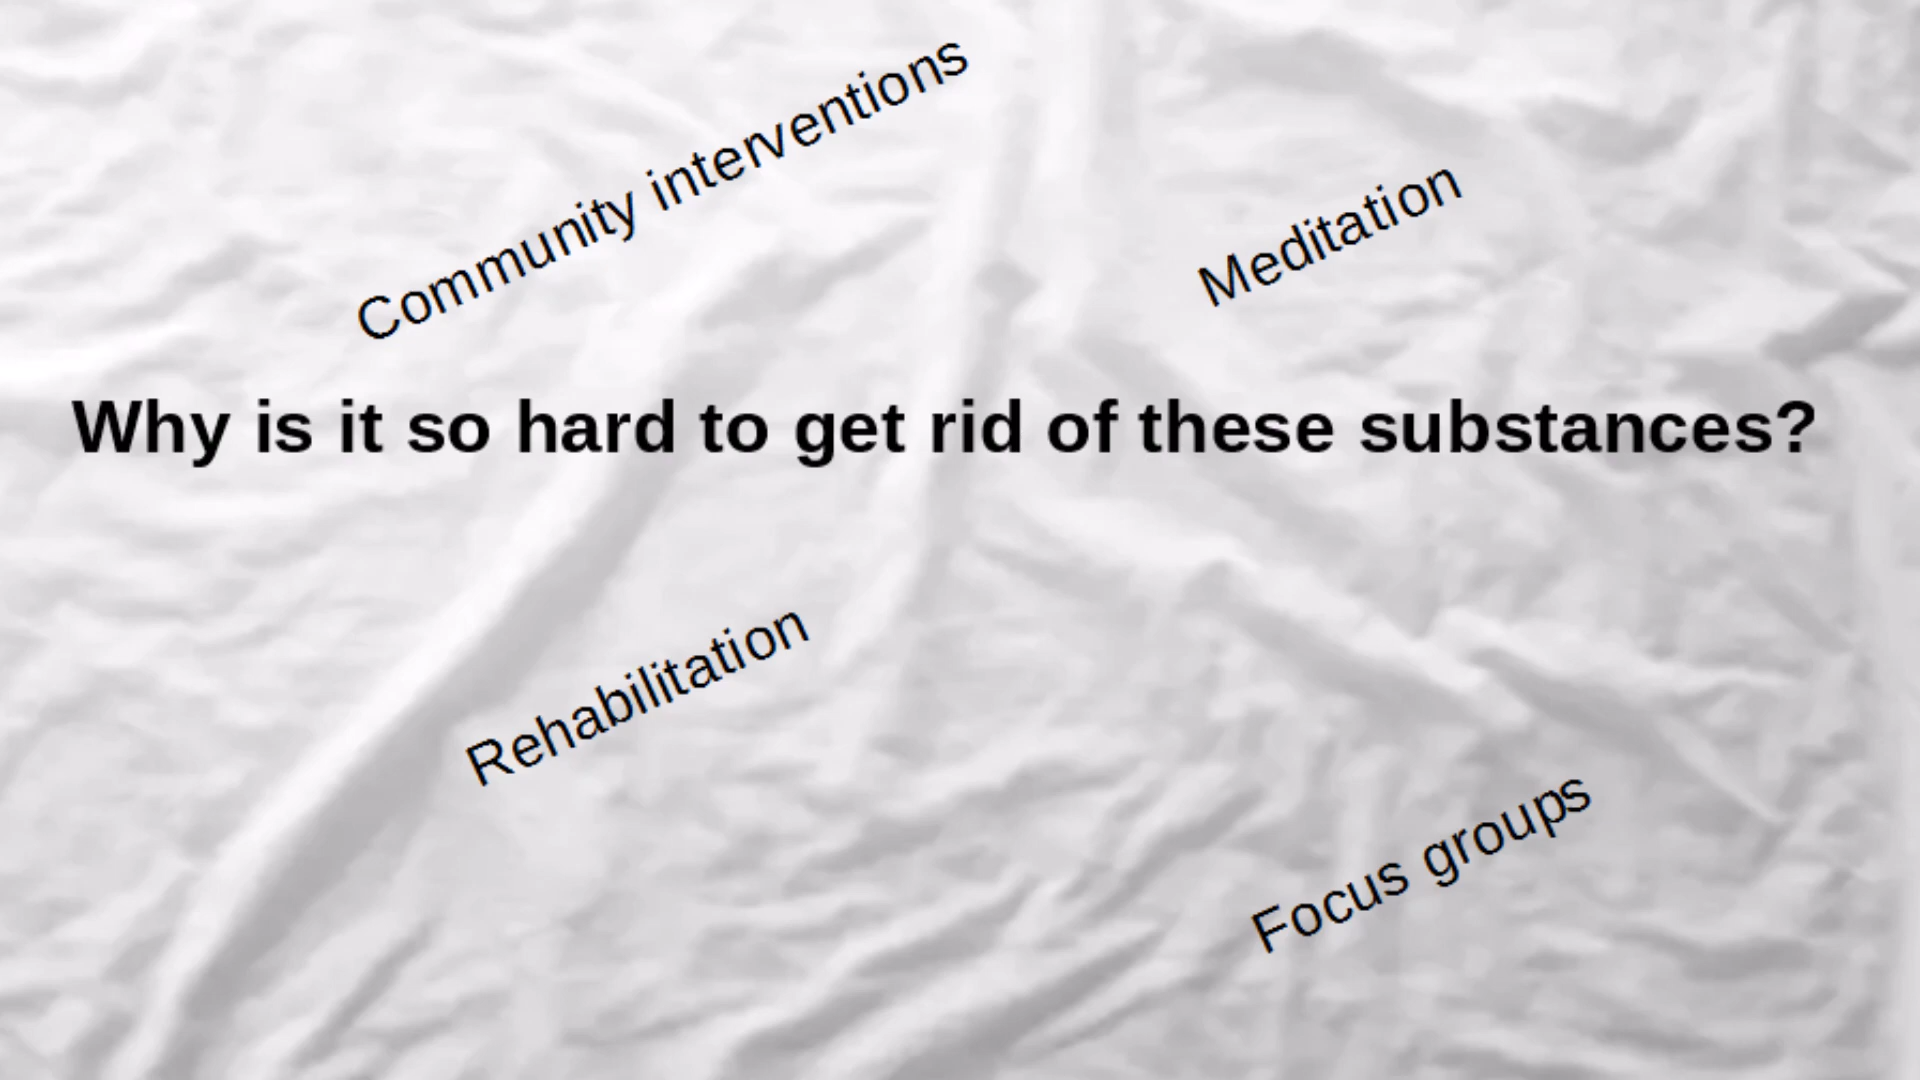 Community interventions
Meditation
Why is it so hard to get rid of these substances?
Rehabilitation
Focus groups